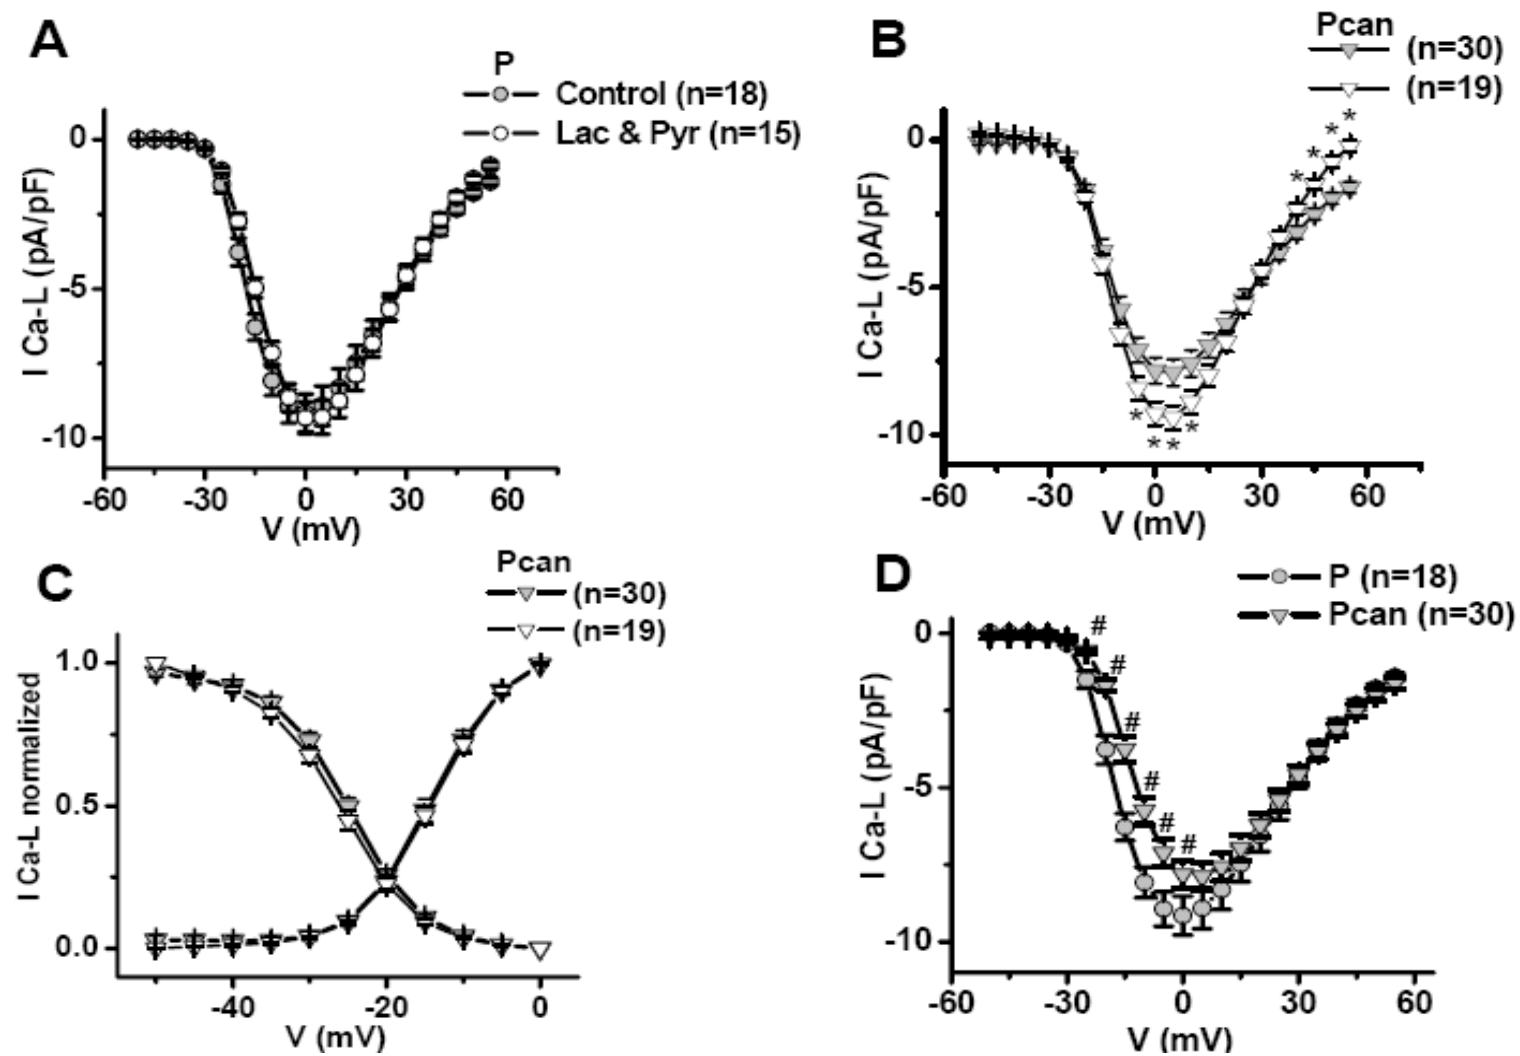 A
P
Control (n=18)
Lac & Pyr (n=15)
0
-5
-10
I Ca-L (pA/pF)
-60 -30 0 30 60
V (mV)
B
Pcan
(n=30)
(n=19)
* * * *
0
-5
-10
I Ca-L (pA/pF)
* * * *
-60 -30 0 30 60
V (mV)
C
Pcan
(n=30)
(n=19)
1.0
0.5
0.0
I Ca-L normalized
-40 -20 0
V (mV)
D
P (n=18)
Pcan (n=30)
0
-5
-10
I Ca-L (pA/pF)
# # # # # #
-60 -30 0 30 60
V (mV)